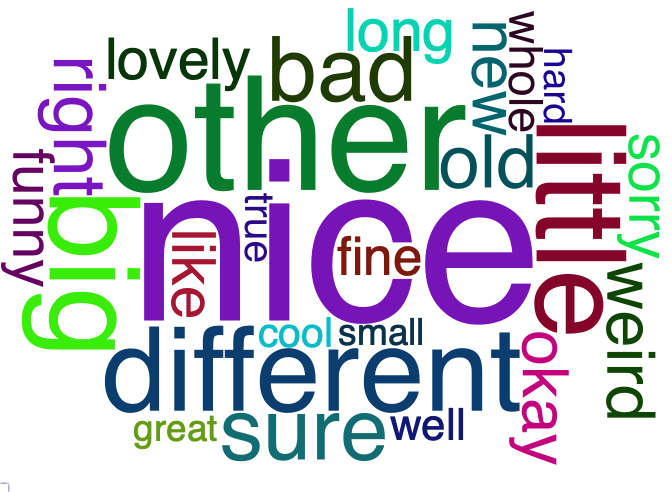 long
lovely
bad
new
whole
hard
right
other
old
little
sorry
funny
big
nice
true
like
fine
weird
cool
small
different
okay
great
sure
well